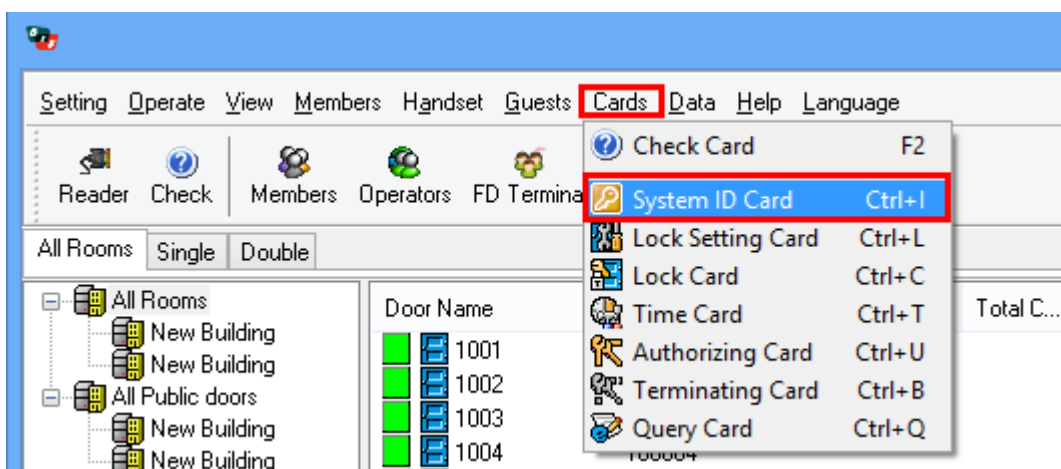 Setting Operate View Members Handset Guests Cards Data Help Language
Check Card F2
Reader Check Members Operators FD Termina
System ID Card Ctrl+I
All Rooms Single Double
Lock Setting Card Ctrl+L
Lock Card Ctrl+C
All Rooms Door Name Total C...
Time Card Ctrl+T
New Building
1001
Authorizing Card Ctrl+U
New Building
1002
Terminating Card Ctrl+B
All Public doors
1003
Query Card Ctrl+Q
New Building
1004
New Building